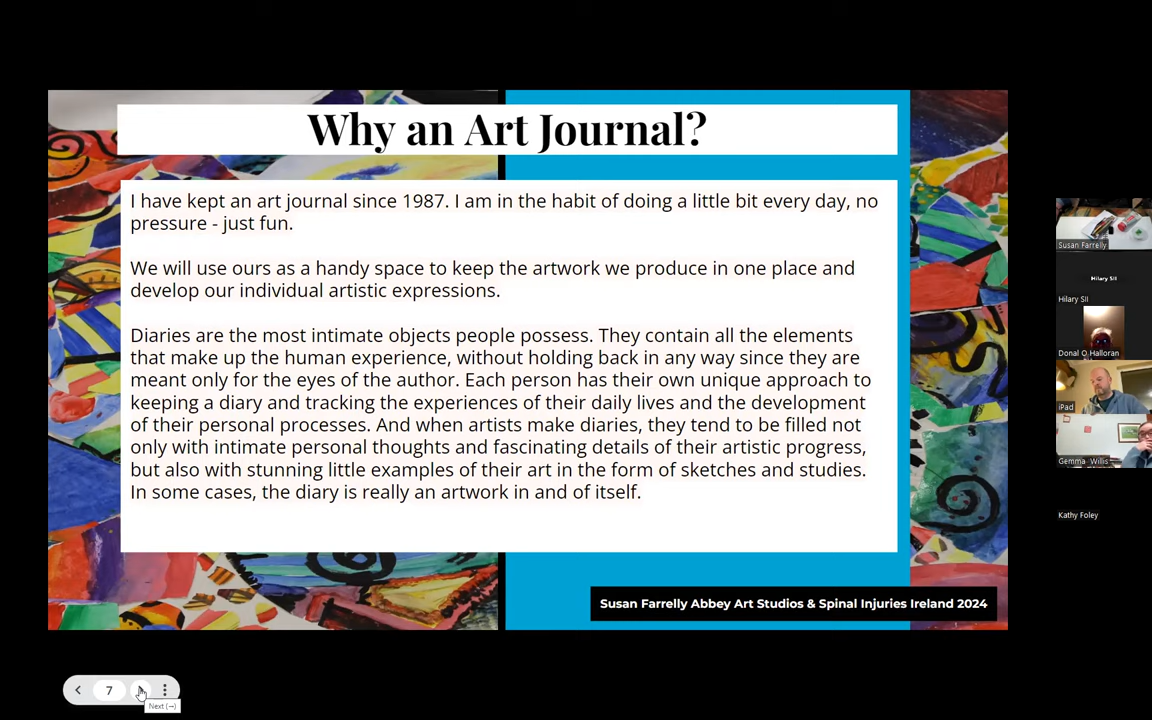 Why an Art Journal?
I have kept an art journal since 1987. I am in the habit of doing a little bit every day, no
pressure - just fun.
We will use ours as a handy space to keep the artwork we produce in one place and
develop our individual artistic expressions.
Diaries are the most intimate objects people possess. They contain all the elements
that make up the human experience, without holding back in any way since they are
meant only for the eyes of the author. Each person has their own unique approach to
keeping a diary and tracking the experiences of their daily lives and the development
of their personal processes. And when artists make diaries, they tend to be filled not
only with intimate personal thoughts and fascinating details of their artistic progress,
but also with stunning little examples of their art in the form of sketches and studies.
In some cases, the diary is really an artwork in and of itself.
Susan Farrelly Abbey Art Studios & Spinal Injuries Ireland 2024
Susan Farrelly
Hilary SII
Hilary SII
Donal O Halloran
iPad
Gemma Willis
Kathy Foley
7
Next (→)